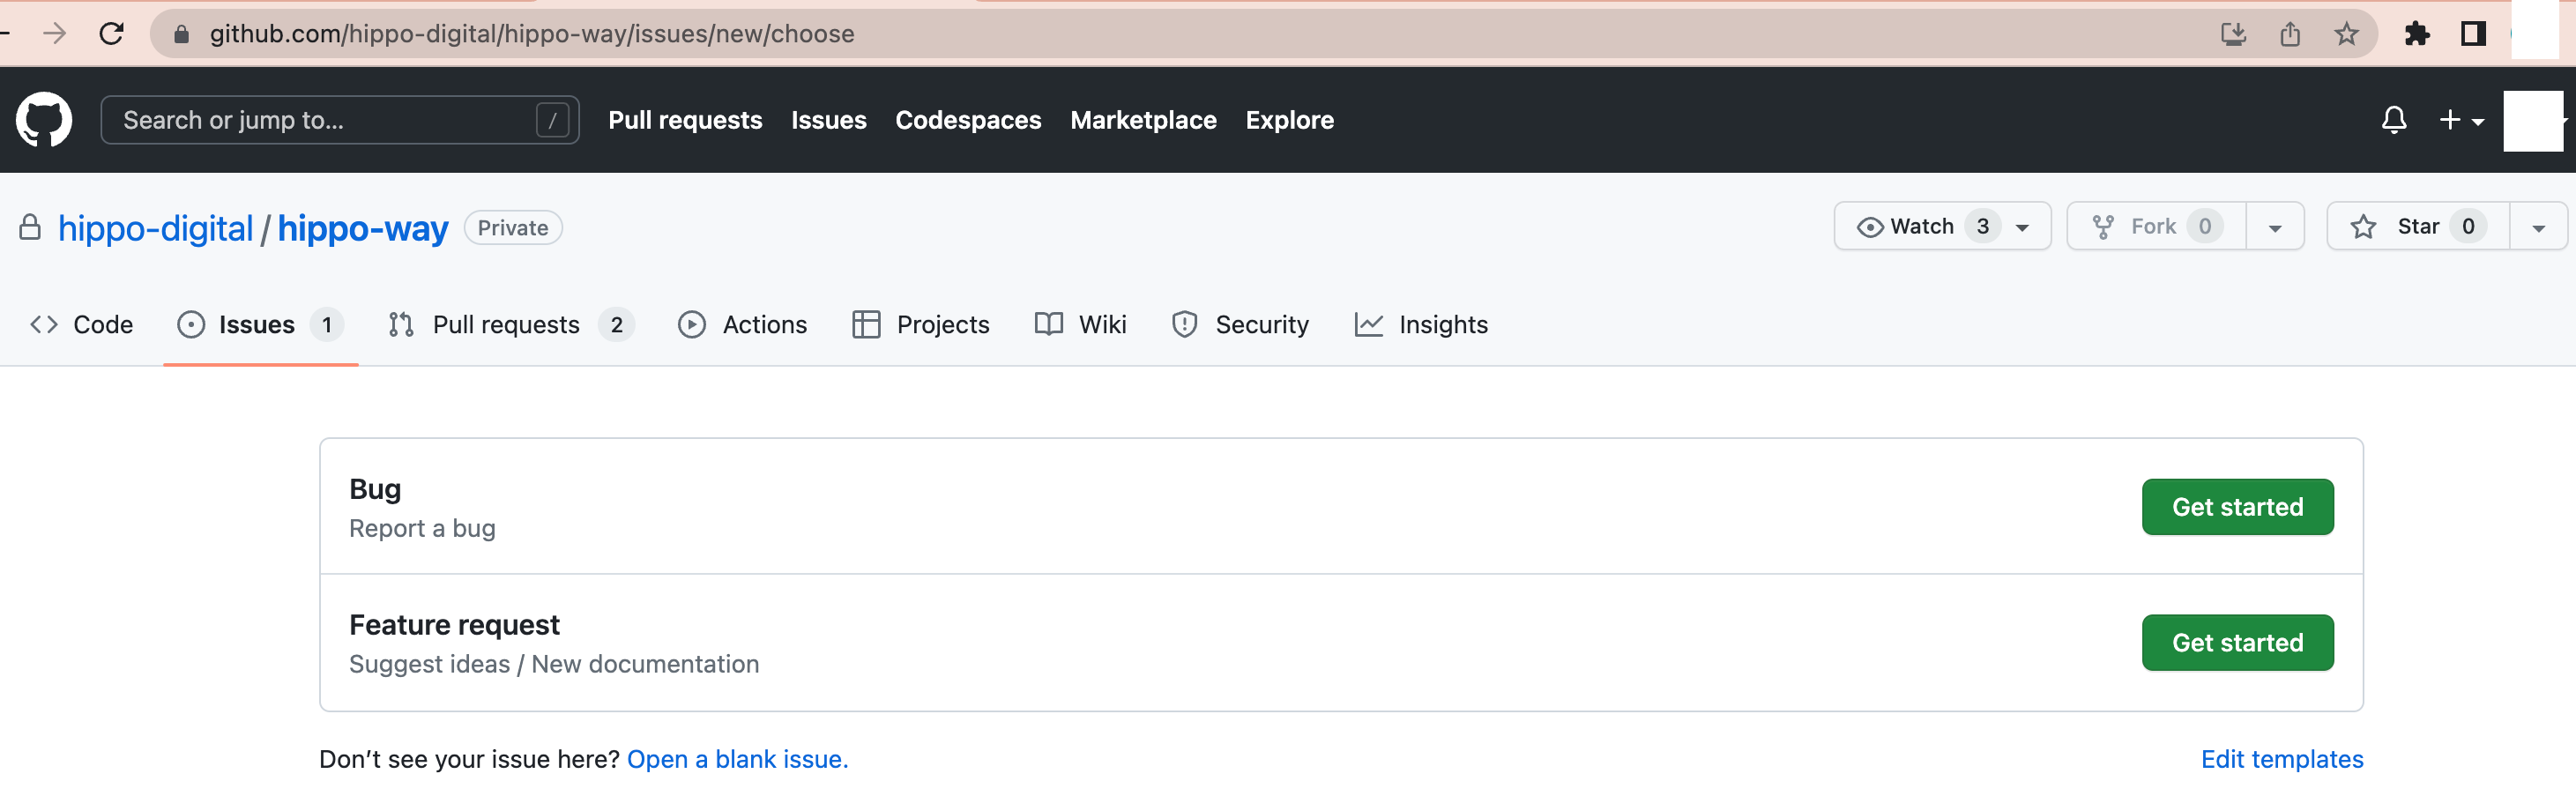 github.com/hippo-digital/hippo-way/issues/new/choose
Search or jump to... / Pull requests Issues Codespaces Marketplace Explore
hippo-digital / hippo-way Private Watch 3 Fork 0 Star 0
Code Issues 1 Pull requests 2 Actions Projects Wiki Security Insights
Bug
Report a bug
Get started
Feature request
Suggest ideas / New documentation
Get started
Don’t see your issue here? Open a blank issue. Edit templates